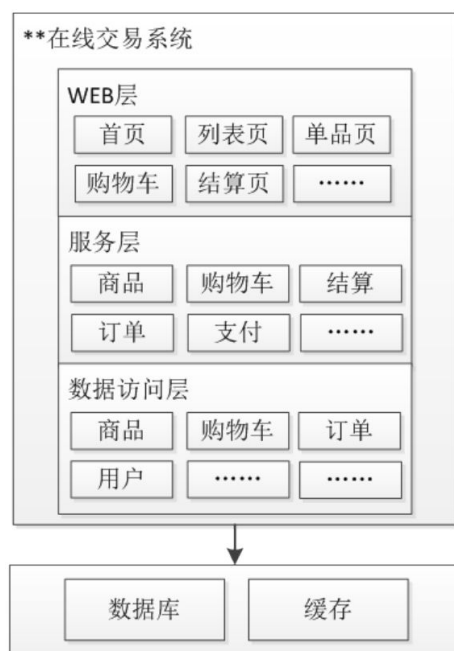 **在线交易系统
WEB层
首页 列表页 单品页
购物车 结算页 ……
服务层
商品 购物车 结算
订单 支付 ……
数据访问层
商品 购物车 订单
用户 …… ……
数据库 缓存